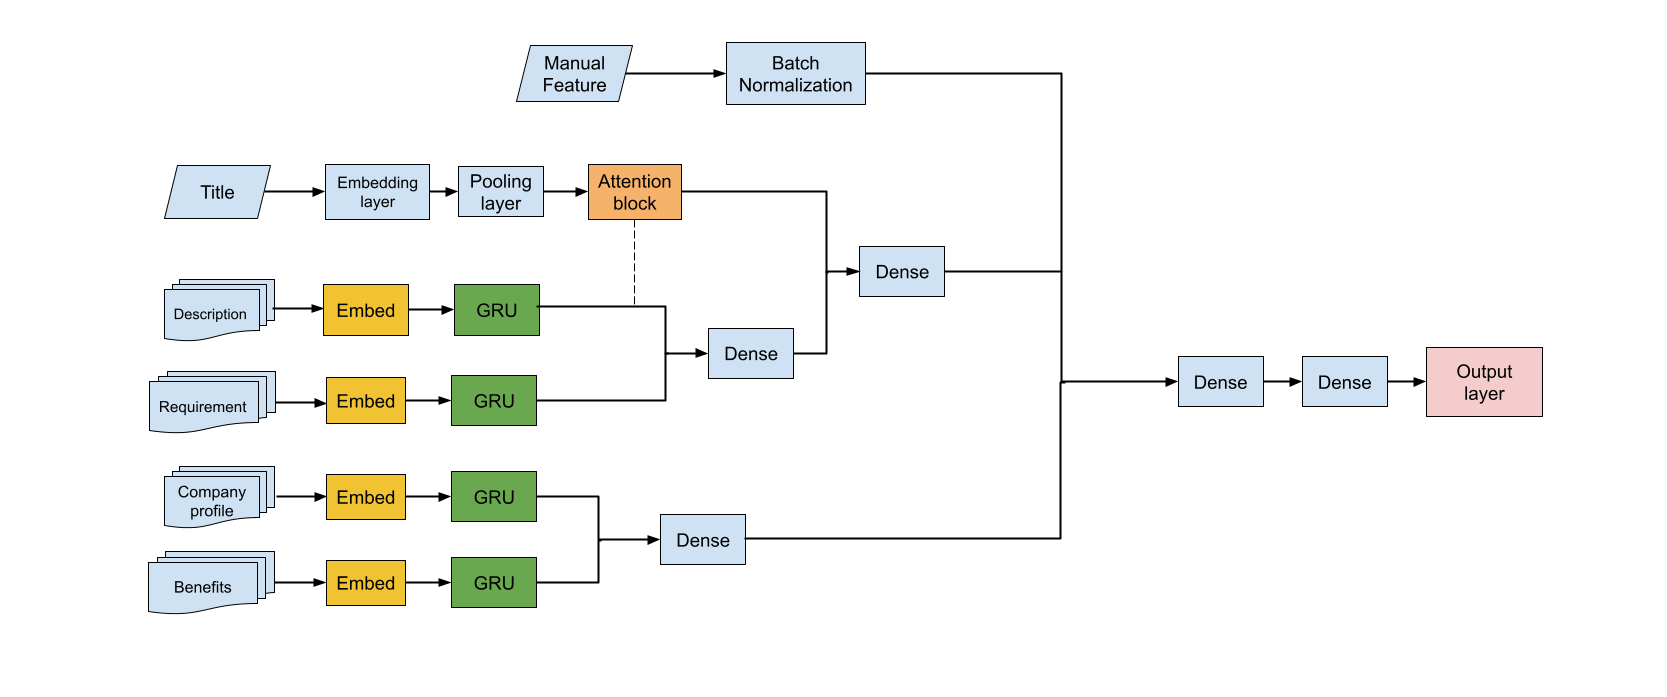 Manual
Feature
Batch
Normalization
Title
Embedding
layer
Pooling
layer
Attention
block
Dense
Description
Embed
GRU
Dense
Requirement
Embed
GRU
Dense
Dense
Output
layer
Company
profile
Embed
GRU
Dense
Benefits
Embed
GRU